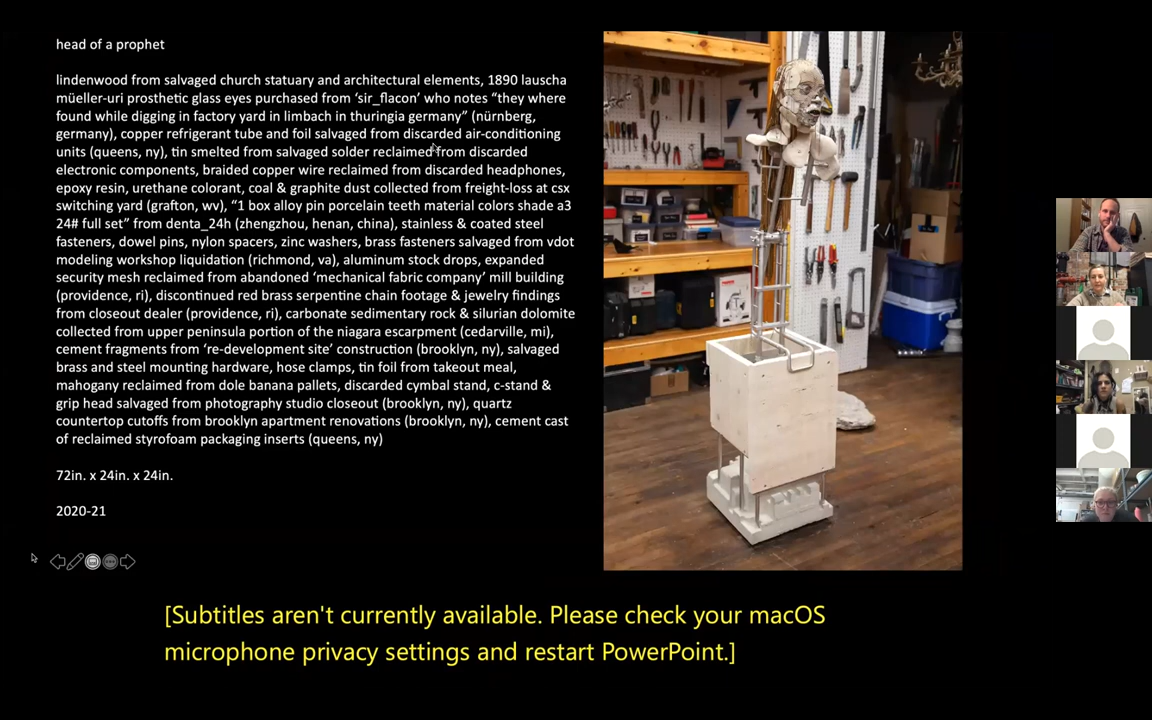 head of a prophet
lindenwood from salvaged church statuary and architectural elements, 1890 lauscha
müeller-uri prosthetic glass eyes purchased from ‘sir_flacon’ who notes “they where
found while digging in factory yard in limbach in thuringia germany” (nürnberg,
germany), copper refrigerant tube and foil salvaged from discarded air-conditioning
units (queens, ny), tin smelted from salvaged solder reclaimed from discarded
electronic components, braided copper wire reclaimed from discarded headphones,
epoxy resin, urethane colorant, coal & graphite dust collected from freight-loss at csx
switching yard (grafton, wv), “1 box alloy pin porcelain teeth material colors shade a3
24# full set” from denta_24h (zhengzhou, henan, china), stainless & coated steel
fasteners, dowel pins, nylon spacers, zinc washers, brass fasteners salvaged from vdot
modeling workshop liquidation (richmond, va), aluminum stock drops, expanded
security mesh reclaimed from abandoned ‘mechanical fabric company’ mill building
(providence, ri), discontinued red brass serpentine chain footage & jewelry findings
from closeout dealer (providence, ri), carbonate sedimentary rock & silurian dolomite
collected from upper peninsula portion of the niagara escarpment (cedarville, mi),
cement fragments from ‘re-development site’ construction (brooklyn, ny), salvaged
brass and steel mounting hardware, hose clamps, tin foil from takeout meal,
mahogany reclaimed from dole banana pallets, discarded cymbal stand, c-stand &
grip head salvaged from photography studio closeout (brooklyn, ny), quartz
countertop cutoffs from brooklyn apartment renovations (brooklyn, ny), cement cast
of reclaimed styrofoam packaging inserts (queens, ny)
72in. x 24in. x 24in.
2020-21
[Subtitles aren't currently available. Please check your macOS
microphone privacy settings and restart PowerPoint.]